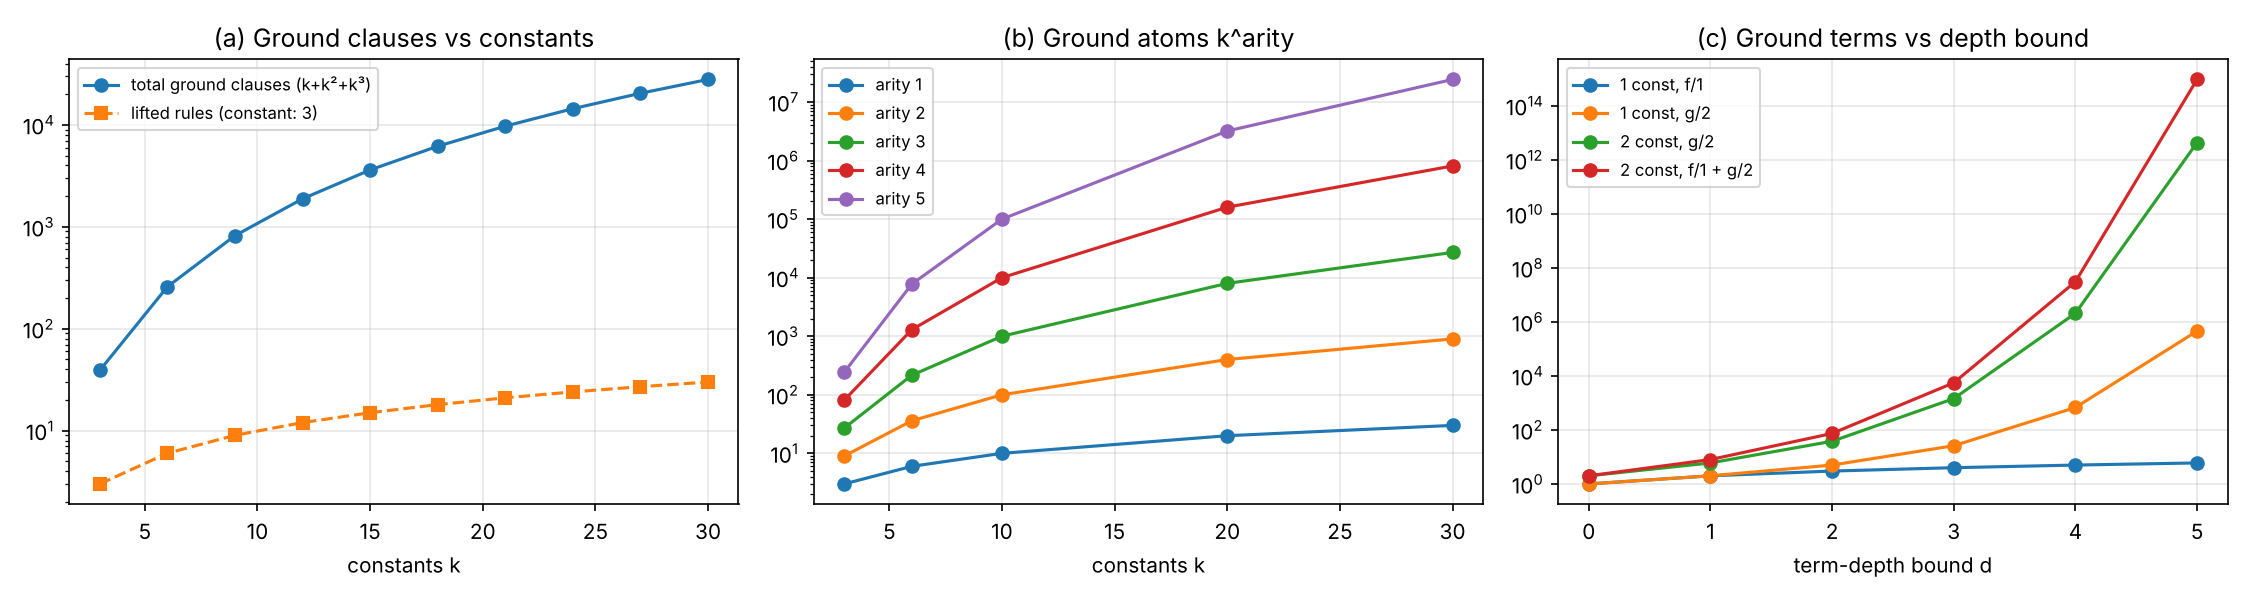 (a) Ground clauses vs constants
total ground clauses (k+k²+k³)
lifted rules (constant: 3)
10⁴
10³
10²
10¹
5 10 15 20 25 30
constants k
(b) Ground atoms k^arity
arity 1
arity 2
arity 3
arity 4
arity 5
10⁷
10⁶
10⁵
10⁴
10³
10²
10¹
5 10 15 20 25 30
constants k
(c) Ground terms vs depth bound
1 const, f/1
1 const, g/2
2 const, g/2
2 const, f/1 + g/2
10¹⁴
10¹²
10¹⁰
10⁸
10⁶
10⁴
10²
10⁰
0 1 2 3 4 5
term-depth bound d